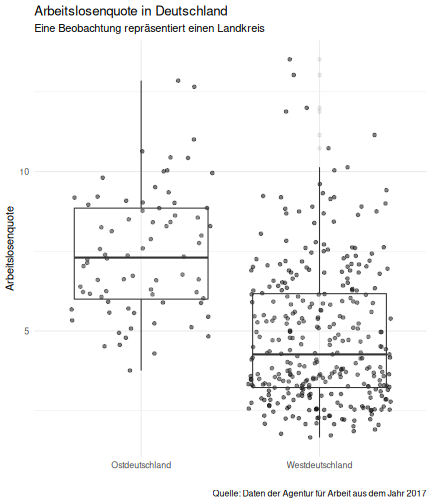 Arbeitslosenquote in Deutschland
Eine Beobachtung repräsentiert einen Landkreis
Arbeitslosenquote
10
5
Ostdeutschland
Westdeutschland
Quelle: Daten der Agentur für Arbeit aus dem Jahr 2017